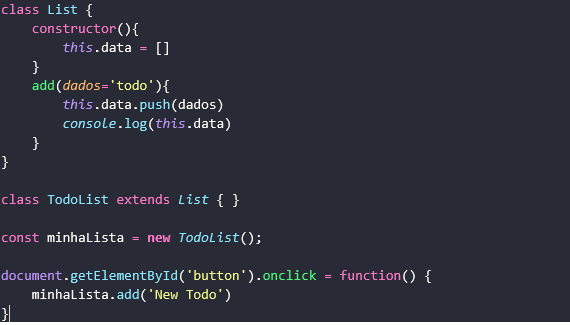 class List {
    constructor(){
        this.data = []
    }
    add(dados='todo'){
        this.data.push(dados)
        console.log(this.data)
    }
}

class TodoList extends List { }

const minhaLista = new TodoList();

document.getElementById('button').onclick = function() {
    minhaLista.add('New Todo')
}